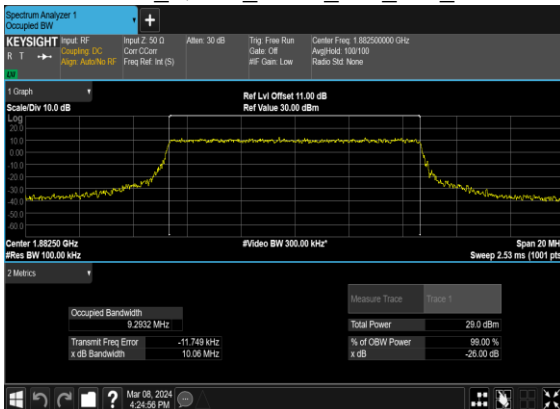 Spectrum Analyzer 1
Occupied BW
+
KEYSIGHT Input: RF Input Z: 50 Ω Atten: 30 dB Trig: Free Run Center Freq: 1.882500000 GHz
R T Coupling: DC Corr CCorr Gate: Off Avg|Hold: 100/100
Align: Auto/No RF Freq Ref: Int (S) #IF Gain: Low Radio Std: None
1 Graph Ref Lvl Offset 11.00 dB
Scale/Div 10.0 dB Ref Value 30.00 dBm
Log
20.0
10.0
0.00
-10.0
-20.0
-30.0
-40.0
-50.0
-60.0
Center 1.88250 GHz #Video BW 300.00 kHz* Span 20 MH
#Res BW 100.00 kHz Sweep 2.53 ms (1001 pts
2 Metrics
Measure Trace Trace 1
Occupied Bandwidth
9.2932 MHz Total Power 29.0 dBm
Transmit Freq Error -11.749 kHz % of OBW Power 99.00 %
x dB Bandwidth 10.06 MHz x dB -26.00 dB
? Mar 08, 2024
4:24:56 PM